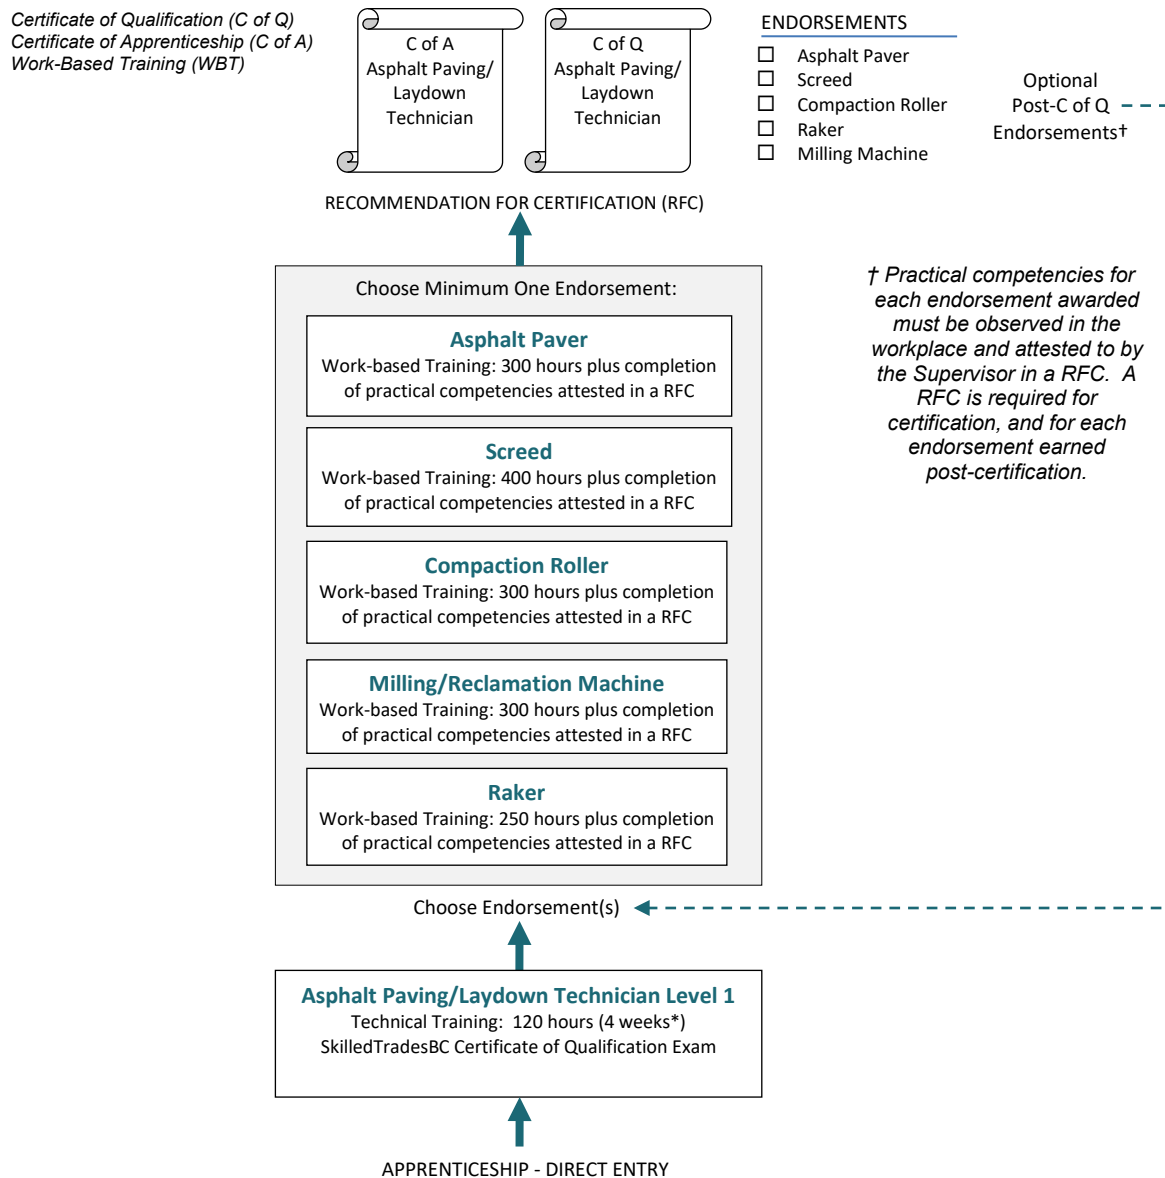 Certificate of Qualification (C of Q)
Certificate of Apprenticeship (C of A)
Work-Based Training (WBT)
C of A
Asphalt Paving/
Laydown
Technician
C of Q
Asphalt Paving/
Laydown
Technician
ENDORSEMENTS
☐ Asphalt Paver
☐ Screed
☐ Compaction Roller
☐ Raker
☐ Milling Machine
Optional
Post-C of Q
Endorsements†
RECOMMENDATION FOR CERTIFICATION (RFC)
† Practical competencies for
each endorsement awarded
must be observed in the
workplace and attested to by
the Supervisor in a RFC. A
RFC is required for
certification, and for each
endorsement earned
post-certification.
Choose Minimum One Endorsement:
Asphalt Paver
Work-based Training: 300 hours plus completion
of practical competencies attested in a RFC
Screed
Work-based Training: 400 hours plus completion
of practical competencies attested in a RFC
Compaction Roller
Work-based Training: 300 hours plus completion
of practical competencies attested in a RFC
Milling/Reclamation Machine
Work-based Training: 300 hours plus completion
of practical competencies attested in a RFC
Raker
Work-based Training: 250 hours plus completion
of practical competencies attested in a RFC
Choose Endorsement(s)
Asphalt Paving/Laydown Technician Level 1
Technical Training: 120 hours (4 weeks*)
SkilledTradesBC Certificate of Qualification Exam
APPRENTICESHIP - DIRECT ENTRY